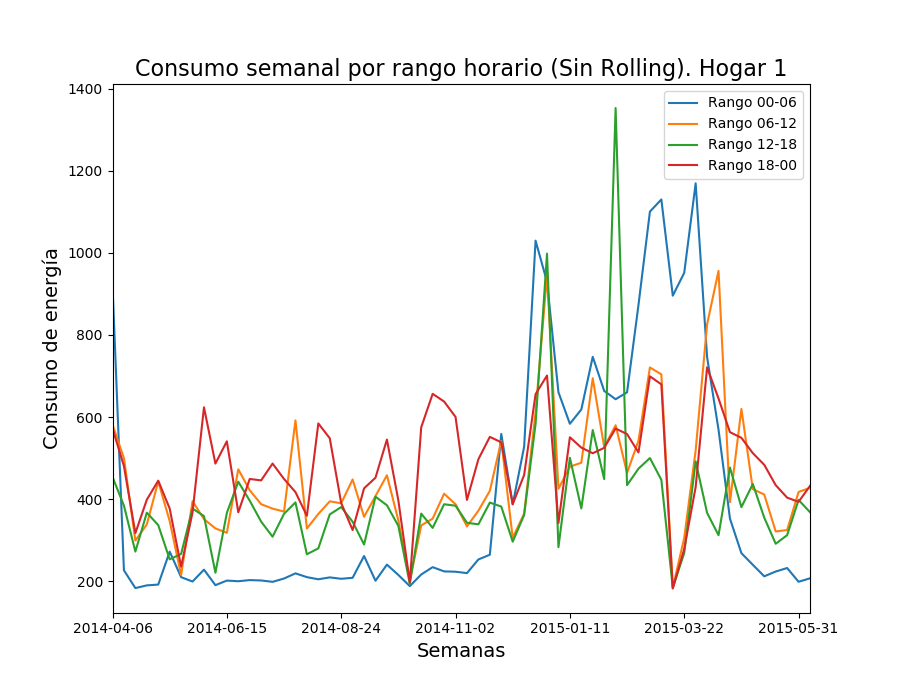 Consumo semanal por rango horario (Sin Rolling). Hogar 1
Rango 00-06
Rango 06-12
Rango 12-18
Rango 18-00
Consumo de energía
1400
1200
1000
800
600
400
200
2014-04-06
2014-06-15
2014-08-24
2014-11-02
2015-01-11
2015-03-22
2015-05-31
Semanas